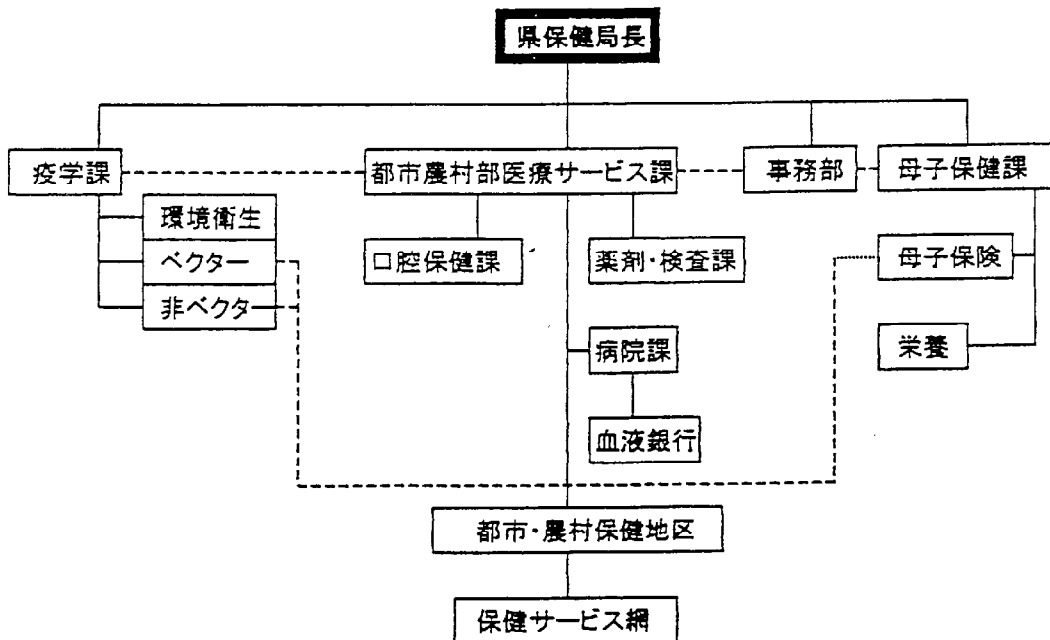 県保健局長
疫学課
都市農村部医療サービス課
事務部
母子保健課
環境衛生
ベクター
非ベクター
口腔保健課
薬剤・検査課
母子保険
病院課
栄養
血液銀行
都市・農村保健地区
保健サービス網